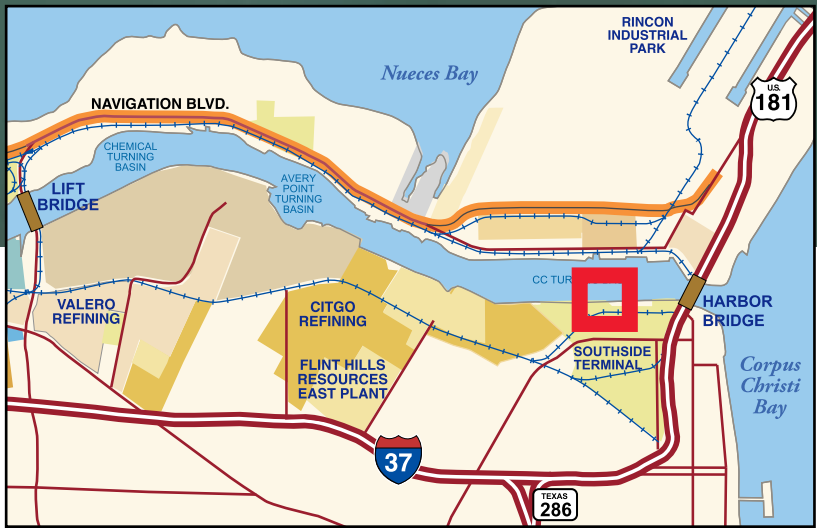 RINCON
INDUSTRIAL
PARK
Nueces Bay
U.S.
181
NAVIGATION BLVD.
CHEMICAL
TURNING
BASIN
AVERY
POINT
TURNING
BASIN
LIFT
BRIDGE
CC TUR
VALERO
REFINING
CITGO
REFINING
HARBOR
BRIDGE
FLINT HILLS
RESOURCES
EAST PLANT
SOUTHSIDE
TERMINAL
Corpus
Christi
Bay
37
TEXAS
286